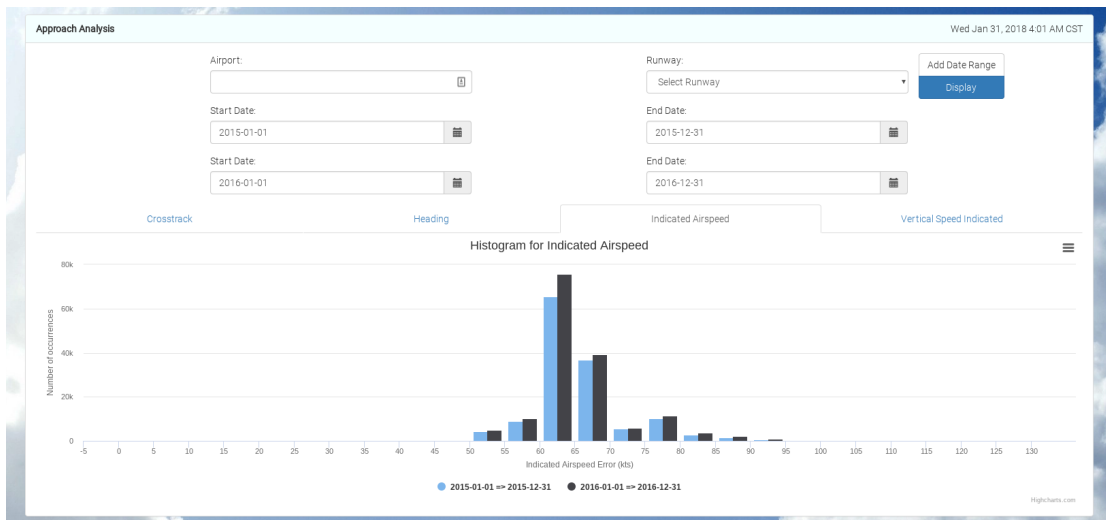 Approach Analysis Wed Jan 31, 2018 4:01 AM CST
Airport: Runway: Add Date Range
Select Runway Display
Start Date: End Date:
2015-01-01 2015-12-31
Start Date: End Date:
2016-01-01 2016-12-31
Crosstrack Heading Indicated Airspeed Vertical Speed Indicated
Histogram for Indicated Airspeed
Number of occurrences
80k
60k
40k
20k
0
-5 0 5 10 15 20 25 30 35 40 45 50 55 60 65 70 75 80 85 90 95 100 105 110 115 120 125 130
Indicated Airspeed Error (kts)
2015-01-01 => 2015-12-31 2016-01-01 => 2016-12-31
Highcharts.com